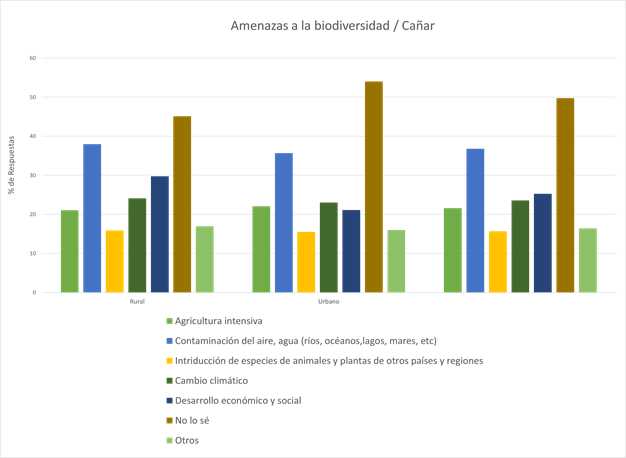 Amenazas a la biodiversidad / Cañar
60
50
40
30
20
10
0
% de Respuestas
Rural
Urbano
Agricultura intensiva
Contaminación del aire, agua (ríos, océanos,lagos, mares, etc)
Intriducción de especies de animales y plantas de otros países y regiones
Cambio climático
Desarrollo económico y social
No lo sé
Otros